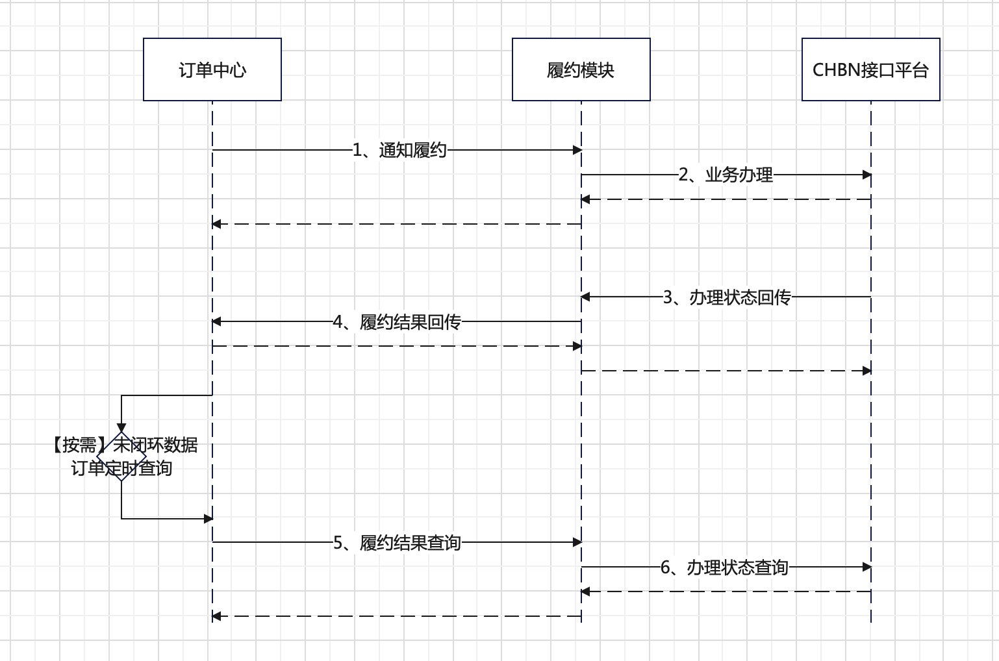 订单中心
履约模块
CHBN接口平台
1、通知履约
2、业务办理
3、办理状态回传
4、履约结果回传
【按需】未闭环数据
订单定时查询
5、履约结果查询
6、办理状态查询